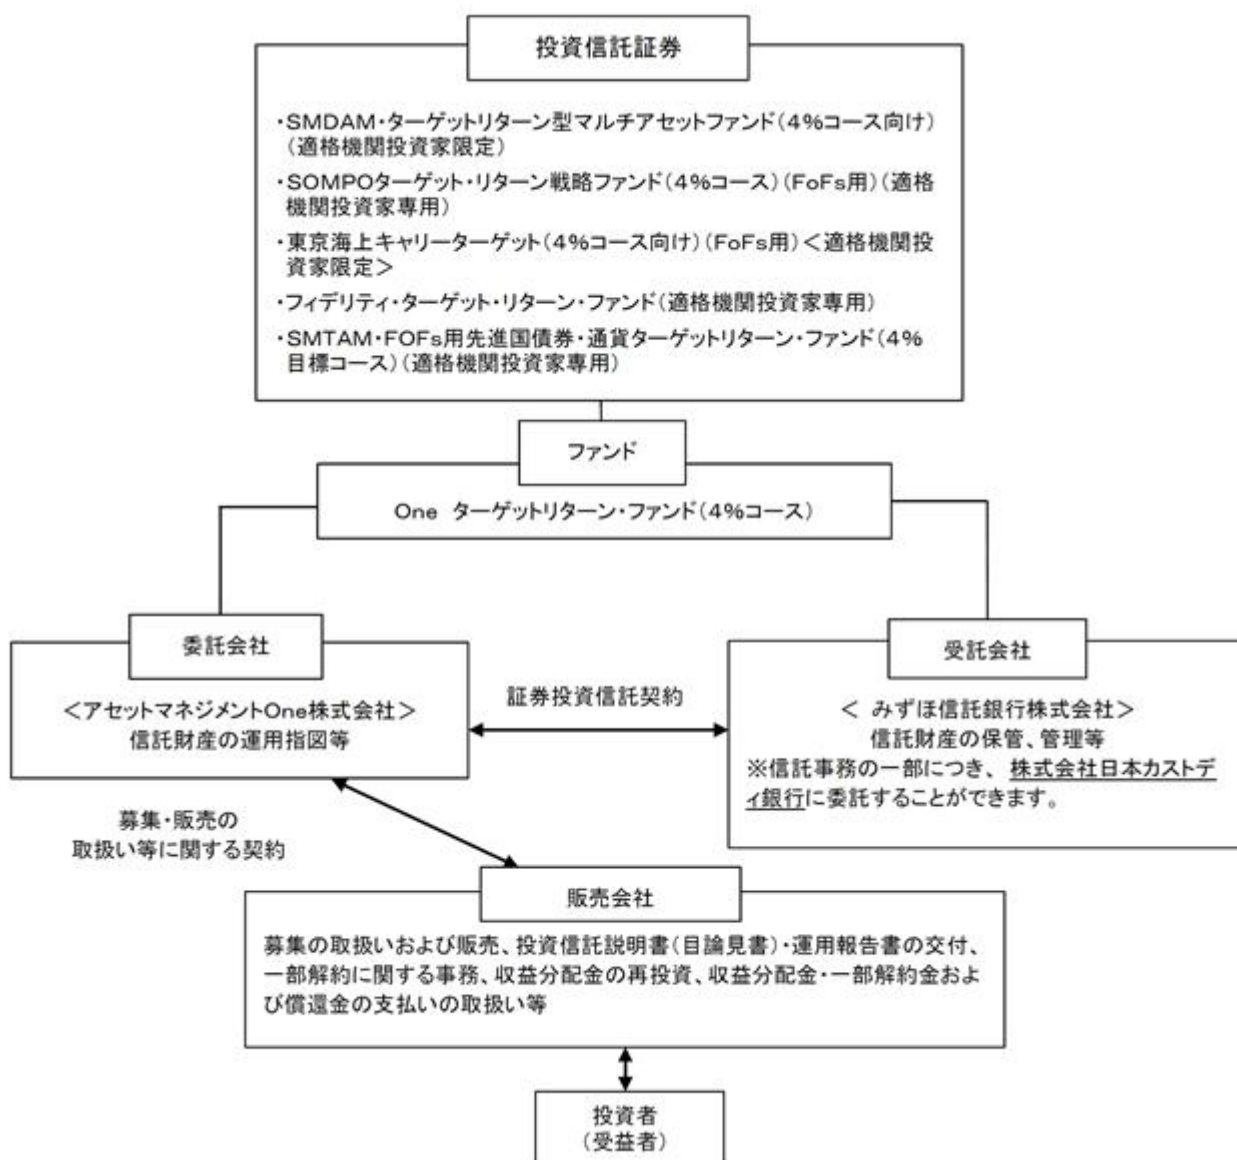 投資信託証券
・SMDAM・ターゲットリターン型マルチアセットファンド(4%コース向け)
(適格機関投資家限定)
・SOMPOターゲット・リターン戦略ファンド(4%コース)(FoFs用)(適格
機関投資家専用)
・東京海上キャリーターゲット(4%コース向け)(FoFs用)<適格機関投
資家限定>
・フィデリティ・ターゲット・リターン・ファンド(適格機関投資家専用)
・SMTAM・FOFs用先進国債券・通貨ターゲットリターン・ファンド(4%
目標コース)(適格機関投資家専用)
ファンド
One ターゲットリターン・ファンド(4%コース)
委託会社
<アセットマネジメントOne株式会社>
信託財産の運用指図等
証券投資信託契約
受託会社
< みずほ信託銀行株式会社>
信託財産の保管、管理等
※信託事務の一部につき、 株式会社日本カストデ
ィ銀行に委託することができます。
募集・販売の
取扱い等に関する契約
販売会社
募集の取扱いおよび販売、投資信託説明書(目論見書)・運用報告書の交付、
一部解約に関する事務、収益分配金の再投資、収益分配金・一部解約金およ
び償還金の支払いの取扱い等
投資者
(受益者)